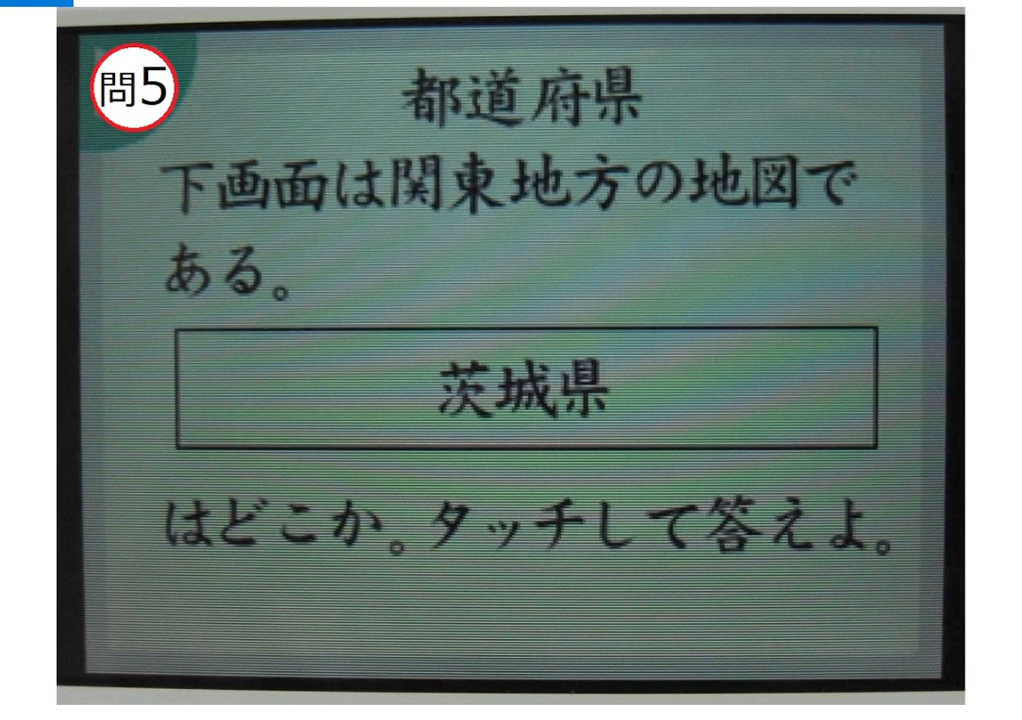 問5
都道府県
下画面は関東地方の地図で
ある。
茨城県
はどこか。タッチして答えよ。